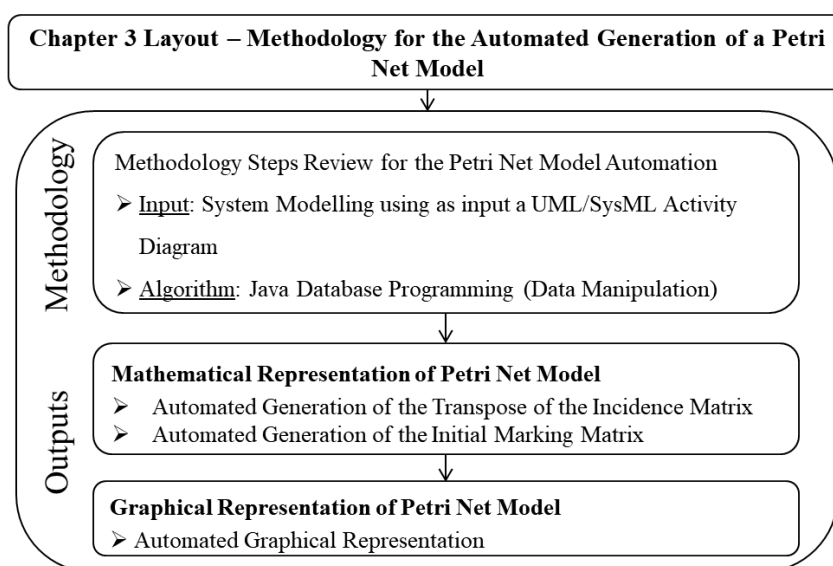 Chapter 3 Layout – Methodology for the Automated Generation of a Petri
Net Model
Methodology
Methodology Steps Review for the Petri Net Model Automation
➢ Input: System Modelling using as input a UML/SysML Activity
Diagram
➢ Algorithm: Java Database Programming (Data Manipulation)
Outputs
Mathematical Representation of Petri Net Model
➢ Automated Generation of the Transpose of the Incidence Matrix
➢ Automated Generation of the Initial Marking Matrix
Graphical Representation of Petri Net Model
➢ Automated Graphical Representation